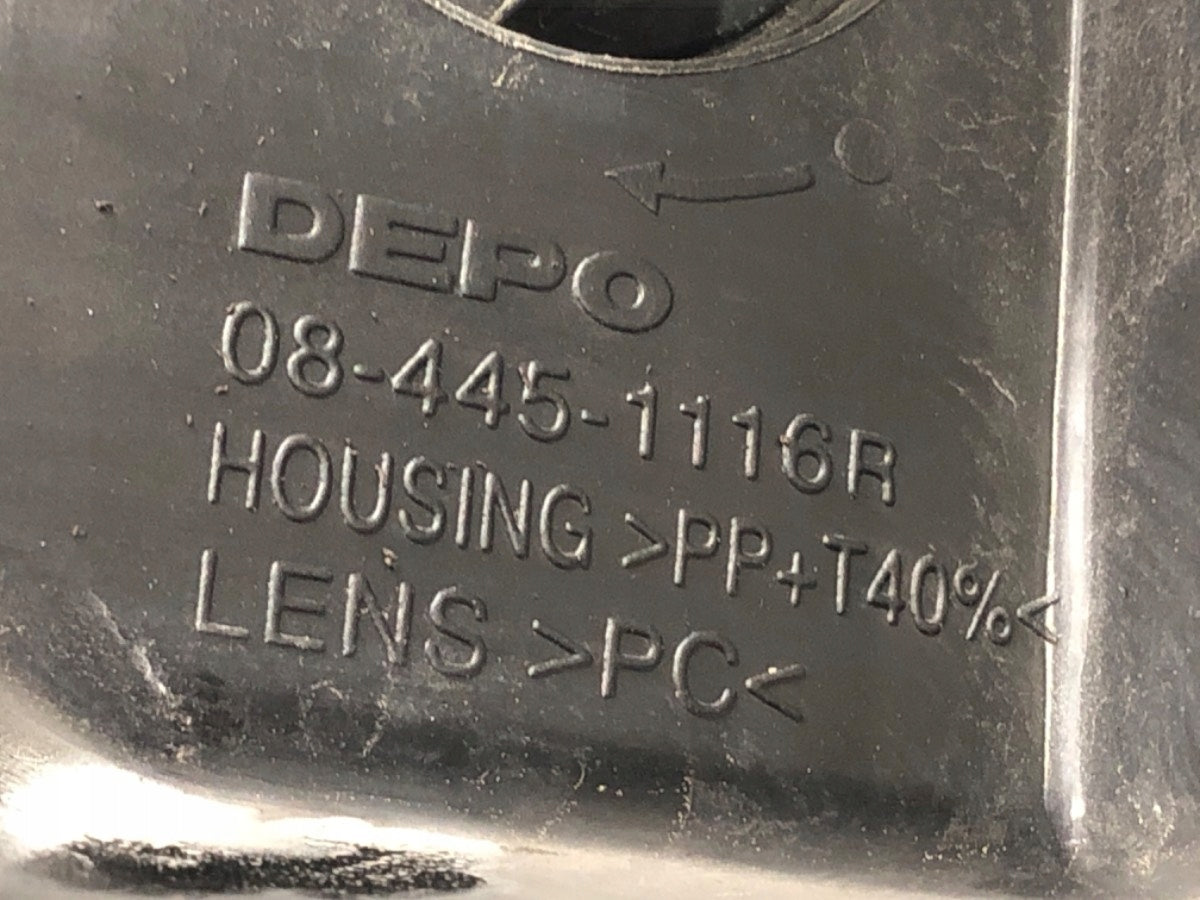 DEPO
08-445-1116R
HOUSING >PP+T40%<
LENS >PC<